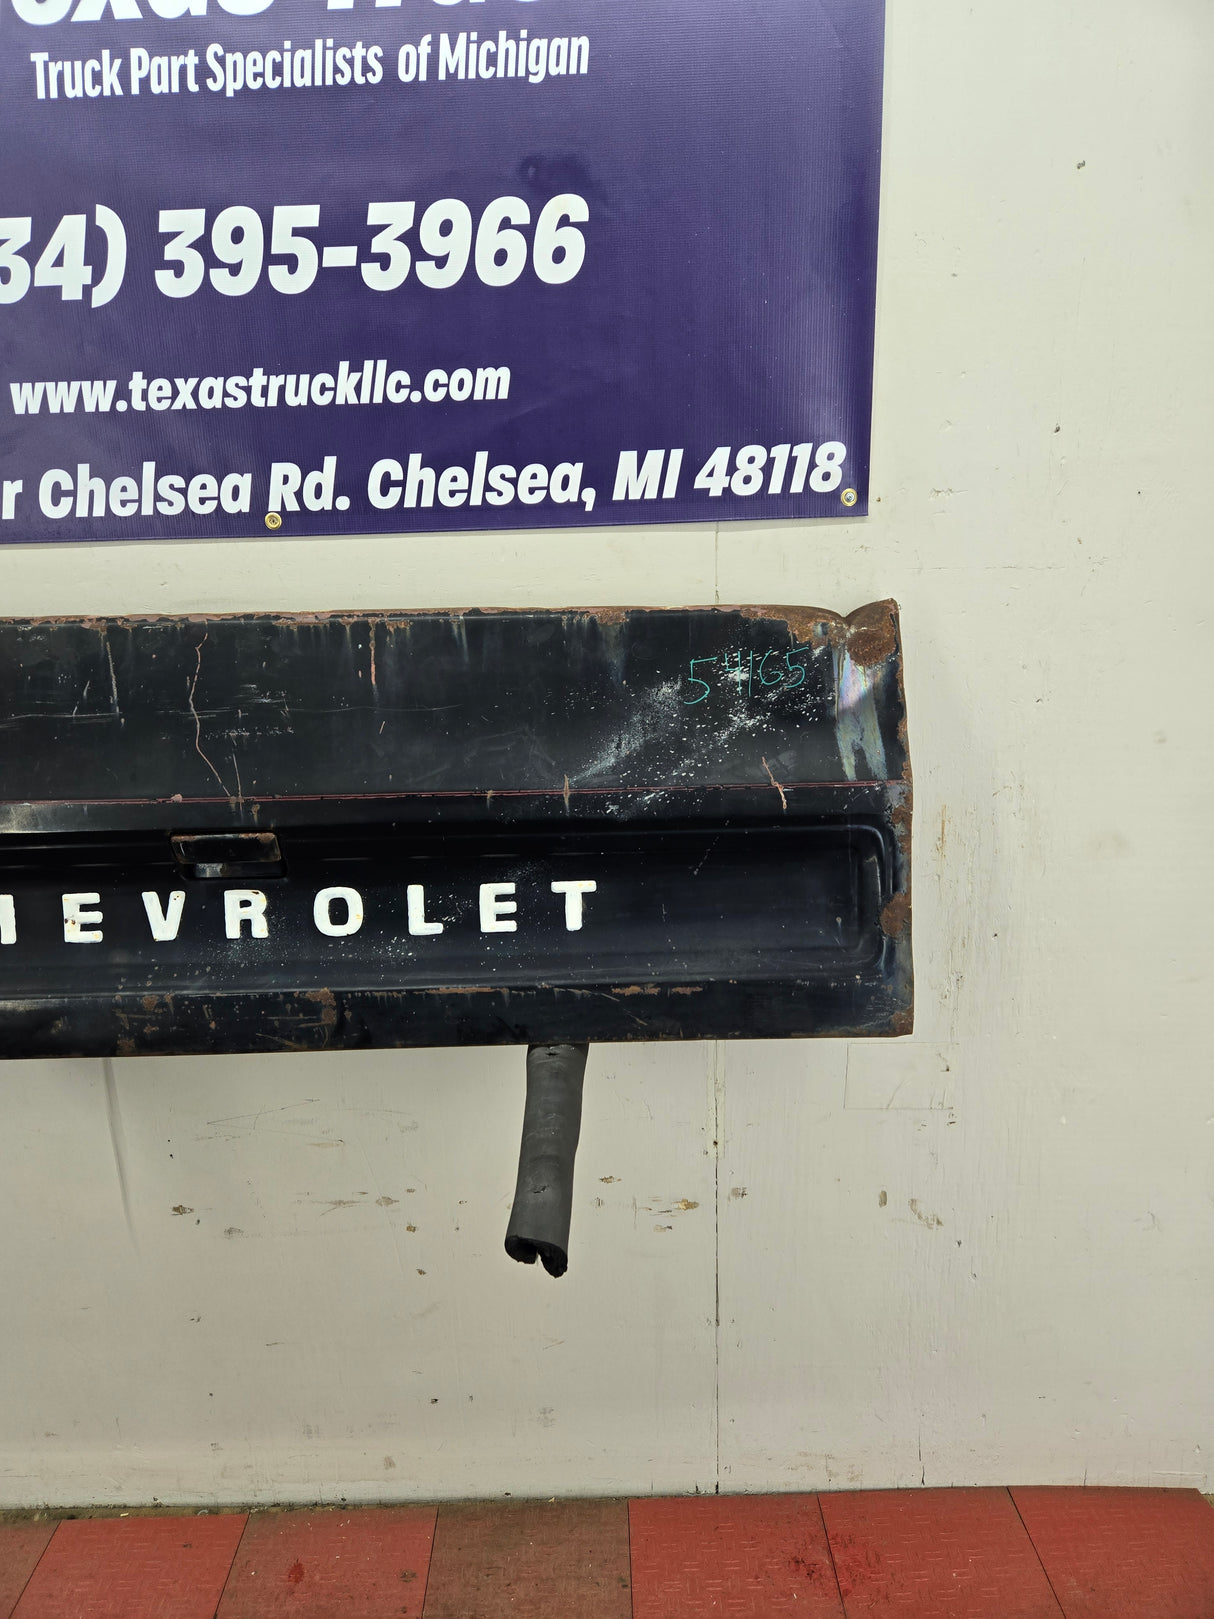 Truck Part Specialists of Michigan
34) 395-3966
www.texastruckllc.com
r Chelsea Rd. Chelsea, MI 48118
54165
HEVROLET